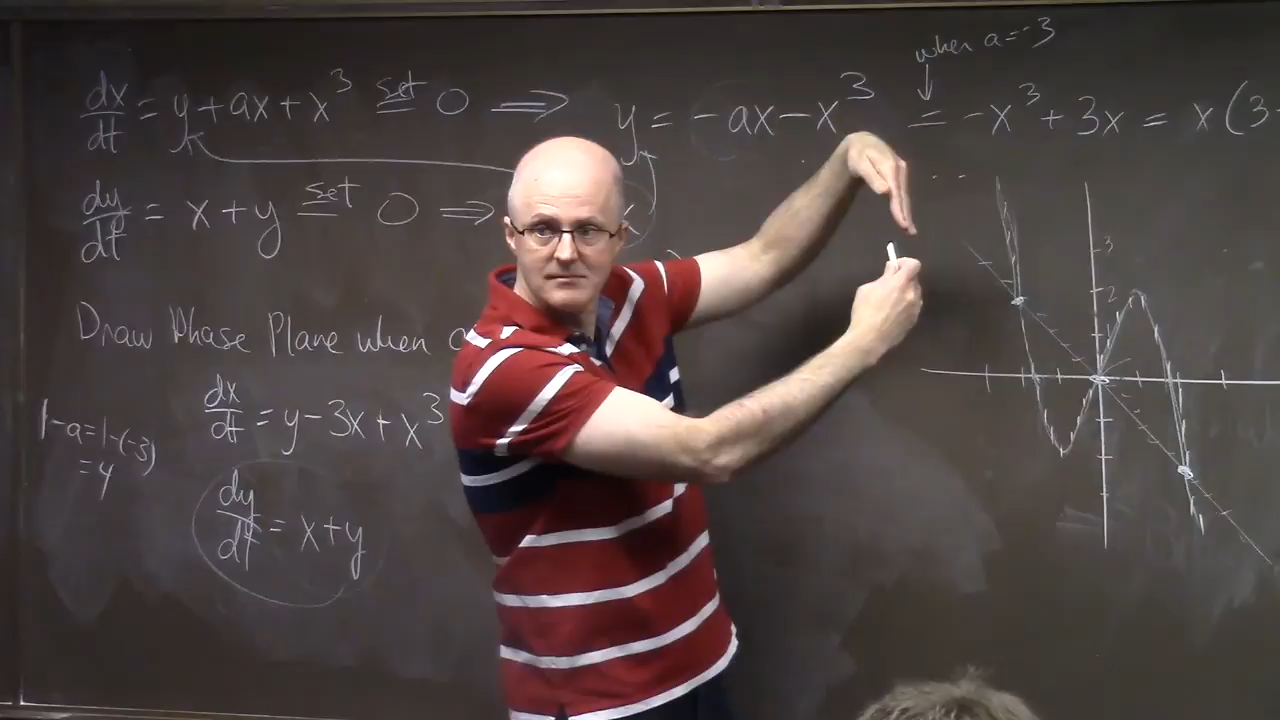 when a=-3
dx/dt = y+ax+x³ set = 0 ⟹ y = -ax-x³ = -x³+3x = x(3-
dy/dt = x+y set = 0 ⟹ x
3
2
Draw Phase Plane when
dx/dt = y-3x+x³
1-a=1-(-3)
=4
dy/dt = x+y